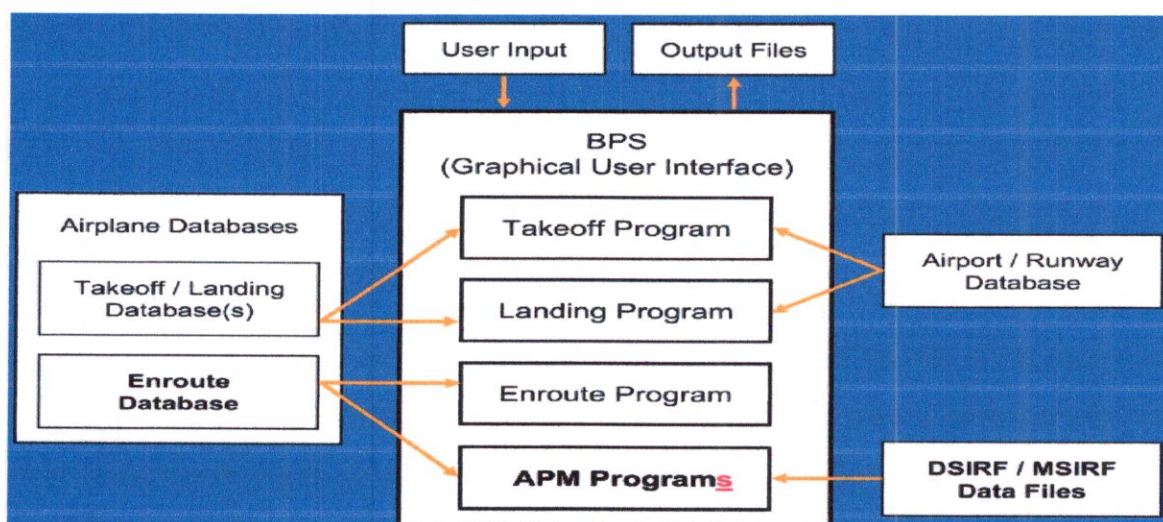 User Input
Output Files
BPS
(Graphical User Interface)
Airplane Databases
Takeoff / Landing
Database(s)
Enroute
Database
Takeoff Program
Landing Program
Enroute Program
APM Programs
Airport / Runway
Database
DSIRF / MSIRF
Data Files